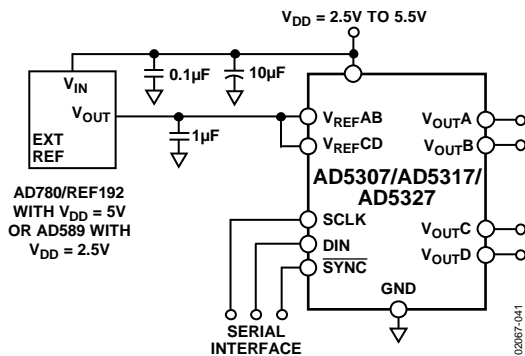 V_DD = 2.5V TO 5.5V
V_IN
0.1µF
10µF
V_OUT
EXT
REF
1µF
V_REFAB
V_REFCD
V_OUTA
V_OUTB
AD5307/AD5317/
AD5327
AD780/REF192
WITH V_DD = 5V
OR AD589 WITH
V_DD = 2.5V
SCLK
DIN
SYNC
V_OUTC
V_OUTD
GND
SERIAL
INTERFACE
02067-041